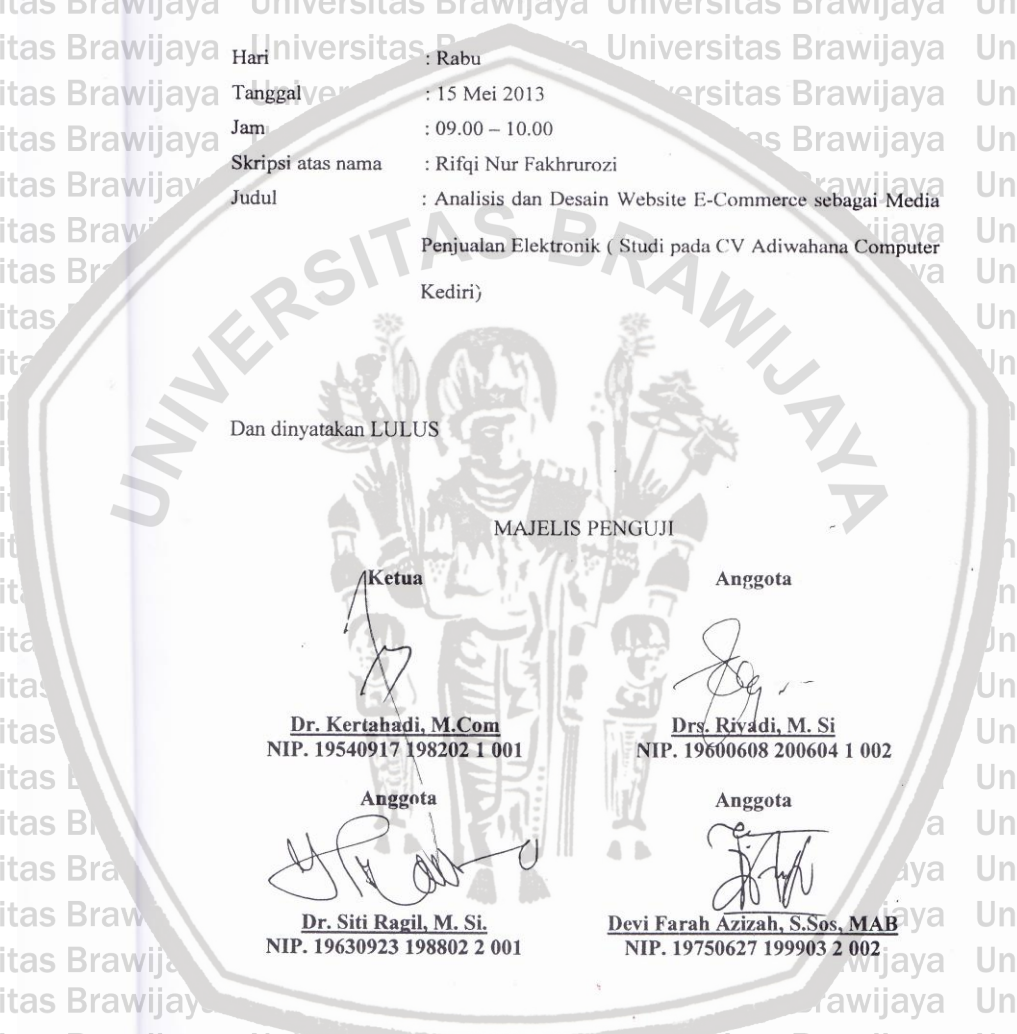 Hari : Rabu
Tanggal : 15 Mei 2013
Jam : 09.00 – 10.00
Skripsi atas nama : Rifqi Nur Fakhrurozi
Judul : Analisis dan Desain Website E-Commerce sebagai Media
Penjualan Elektronik ( Studi pada CV Adiwahana Computer
Kediri)
Dan dinyatakan LULUS
MAJELIS PENGUJI
Ketua Anggota
Dr. Kertahadi, M.Com Drs. Riyadi, M. Si
NIP. 19540917 198202 1 001 NIP. 19600608 200604 1 002
Anggota Anggota
Dr. Siti Ragil, M. Si. Devi Farah Azizah, S.Sos, MAB
NIP. 19630923 198802 2 001 NIP. 19750627 199903 2 002
UNIVERSITAS BRAWIJAYA